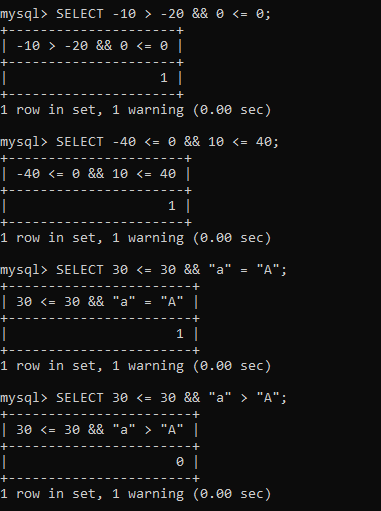 mysql> SELECT -10 > -20 && 0 <= 0;
+---------------------+
| -10 > -20 && 0 <= 0 |
+---------------------+
|                   1 |
+---------------------+
1 row in set, 1 warning (0.00 sec)
mysql> SELECT -40 <= 0 && 10 <= 40;
+----------------------+
| -40 <= 0 && 10 <= 40 |
+----------------------+
|                    1 |
+----------------------+
1 row in set, 1 warning (0.00 sec)
mysql> SELECT 30 <= 30 && "a" = "A";
+-----------------------+
| 30 <= 30 && "a" = "A" |
+-----------------------+
|                     1 |
+-----------------------+
1 row in set, 1 warning (0.00 sec)
mysql> SELECT 30 <= 30 && "a" > "A";
+-----------------------+
| 30 <= 30 && "a" > "A" |
+-----------------------+
|                     0 |
+-----------------------+
1 row in set, 1 warning (0.00 sec)